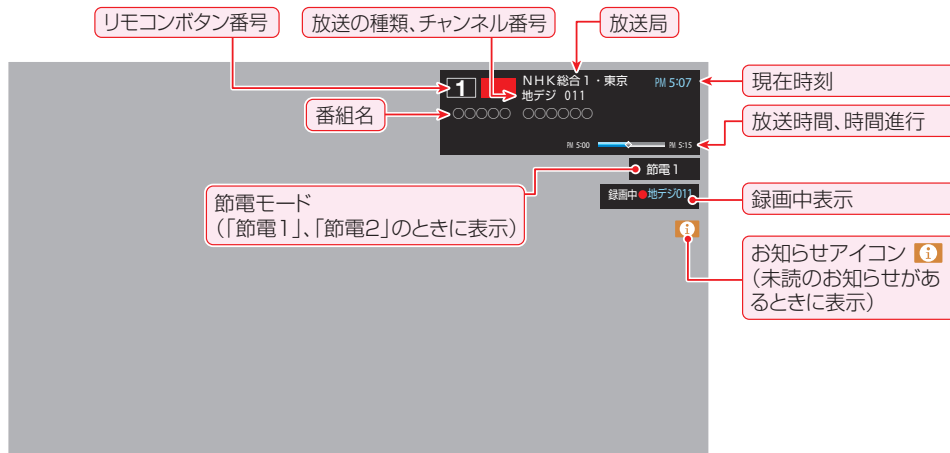 リモコンボタン番号
放送の種類、チャンネル番号
放送局
1
NHK総合1・東京
PM 5:07
地デジ 011
○○○○○ ○○○○○○
PM 5:00
PM 5:15
現在時刻
番組名
放送時間、時間進行
節電1
節電モード
(「節電1」、「節電2」のときに表示)
録画中●地デジ011
録画中表示
お知らせアイコン
(未読のお知らせがあ
るときに表示)